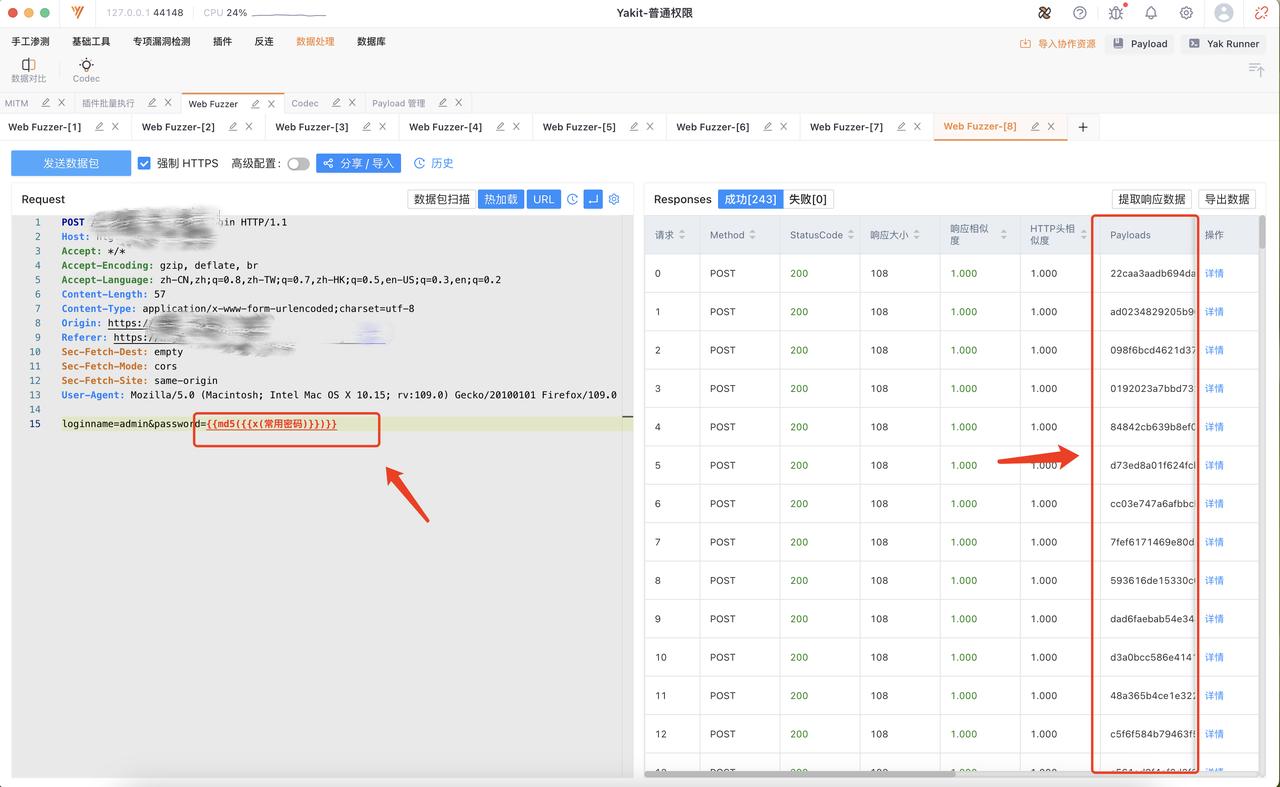 127.0.0.1 44148 CPU 24% Yakit-普通权限
手工渗测 基础工具 专项漏洞检测 插件 反连 数据处理 数据库 导入协作资源 Payload Yak Runner
数据对比 Codec
MITM 插件批量执行 Web Fuzzer Codec Payload 管理
Web Fuzzer-[1] Web Fuzzer-[2] Web Fuzzer-[3] Web Fuzzer-[4] Web Fuzzer-[5] Web Fuzzer-[6] Web Fuzzer-[7] Web Fuzzer-[8]
发送数据包 强制 HTTPS 高级配置: 分享 / 导入 历史
Request 数据包扫描 热加载 URL
1 POST in HTTP/1.1
2 Host:
3 Accept: */*
4 Accept-Encoding: gzip, deflate, br
5 Accept-Language: zh-CN,zh;q=0.8,zh-TW;q=0.7,zh-HK;q=0.5,en-US;q=0.3,en;q=0.2
6 Content-Length: 57
7 Content-Type: application/x-www-form-urlencoded;charset=utf-8
8 Origin: https:/
9 Referer: https:/
10 Sec-Fetch-Dest: empty
11 Sec-Fetch-Mode: cors
12 Sec-Fetch-Site: same-origin
13 User-Agent: Mozilla/5.0 (Macintosh; Intel Mac OS X 10.15; rv:109.0) Gecko/20100101 Firefox/109.0
14
15 loginname=admin&password={{md5({{x(常用密码)}})}}
Responses 成功[243] 失败[0] 提取响应数据 导出数据
请求 Method StatusCode 响应大小 响应相似度 HTTP头相似度 Payloads 操作
0 POST 200 108 1.000 1.000 22caa3aadb694da 详情
1 POST 200 108 1.000 1.000 ad0234829205b9 详情
2 POST 200 108 1.000 1.000 098f6bcd4621d37 详情
3 POST 200 108 1.000 1.000 0192023a7bbd73 详情
4 POST 200 108 1.000 1.000 84842cb639b8ef0 详情
5 POST 200 108 1.000 1.000 d73ed8a01f624fc 详情
6 POST 200 108 1.000 1.000 cc03e747a6afbbc 详情
7 POST 200 108 1.000 1.000 7fef6171469e80d 详情
8 POST 200 108 1.000 1.000 593616de15330c 详情
9 POST 200 108 1.000 1.000 dad6faebab54e34 详情
10 POST 200 108 1.000 1.000 d3a0bcc586e414 详情
11 POST 200 108 1.000 1.000 48a365b4ce1e322 详情
12 POST 200 108 1.000 1.000 c5f6f584b79463f 详情